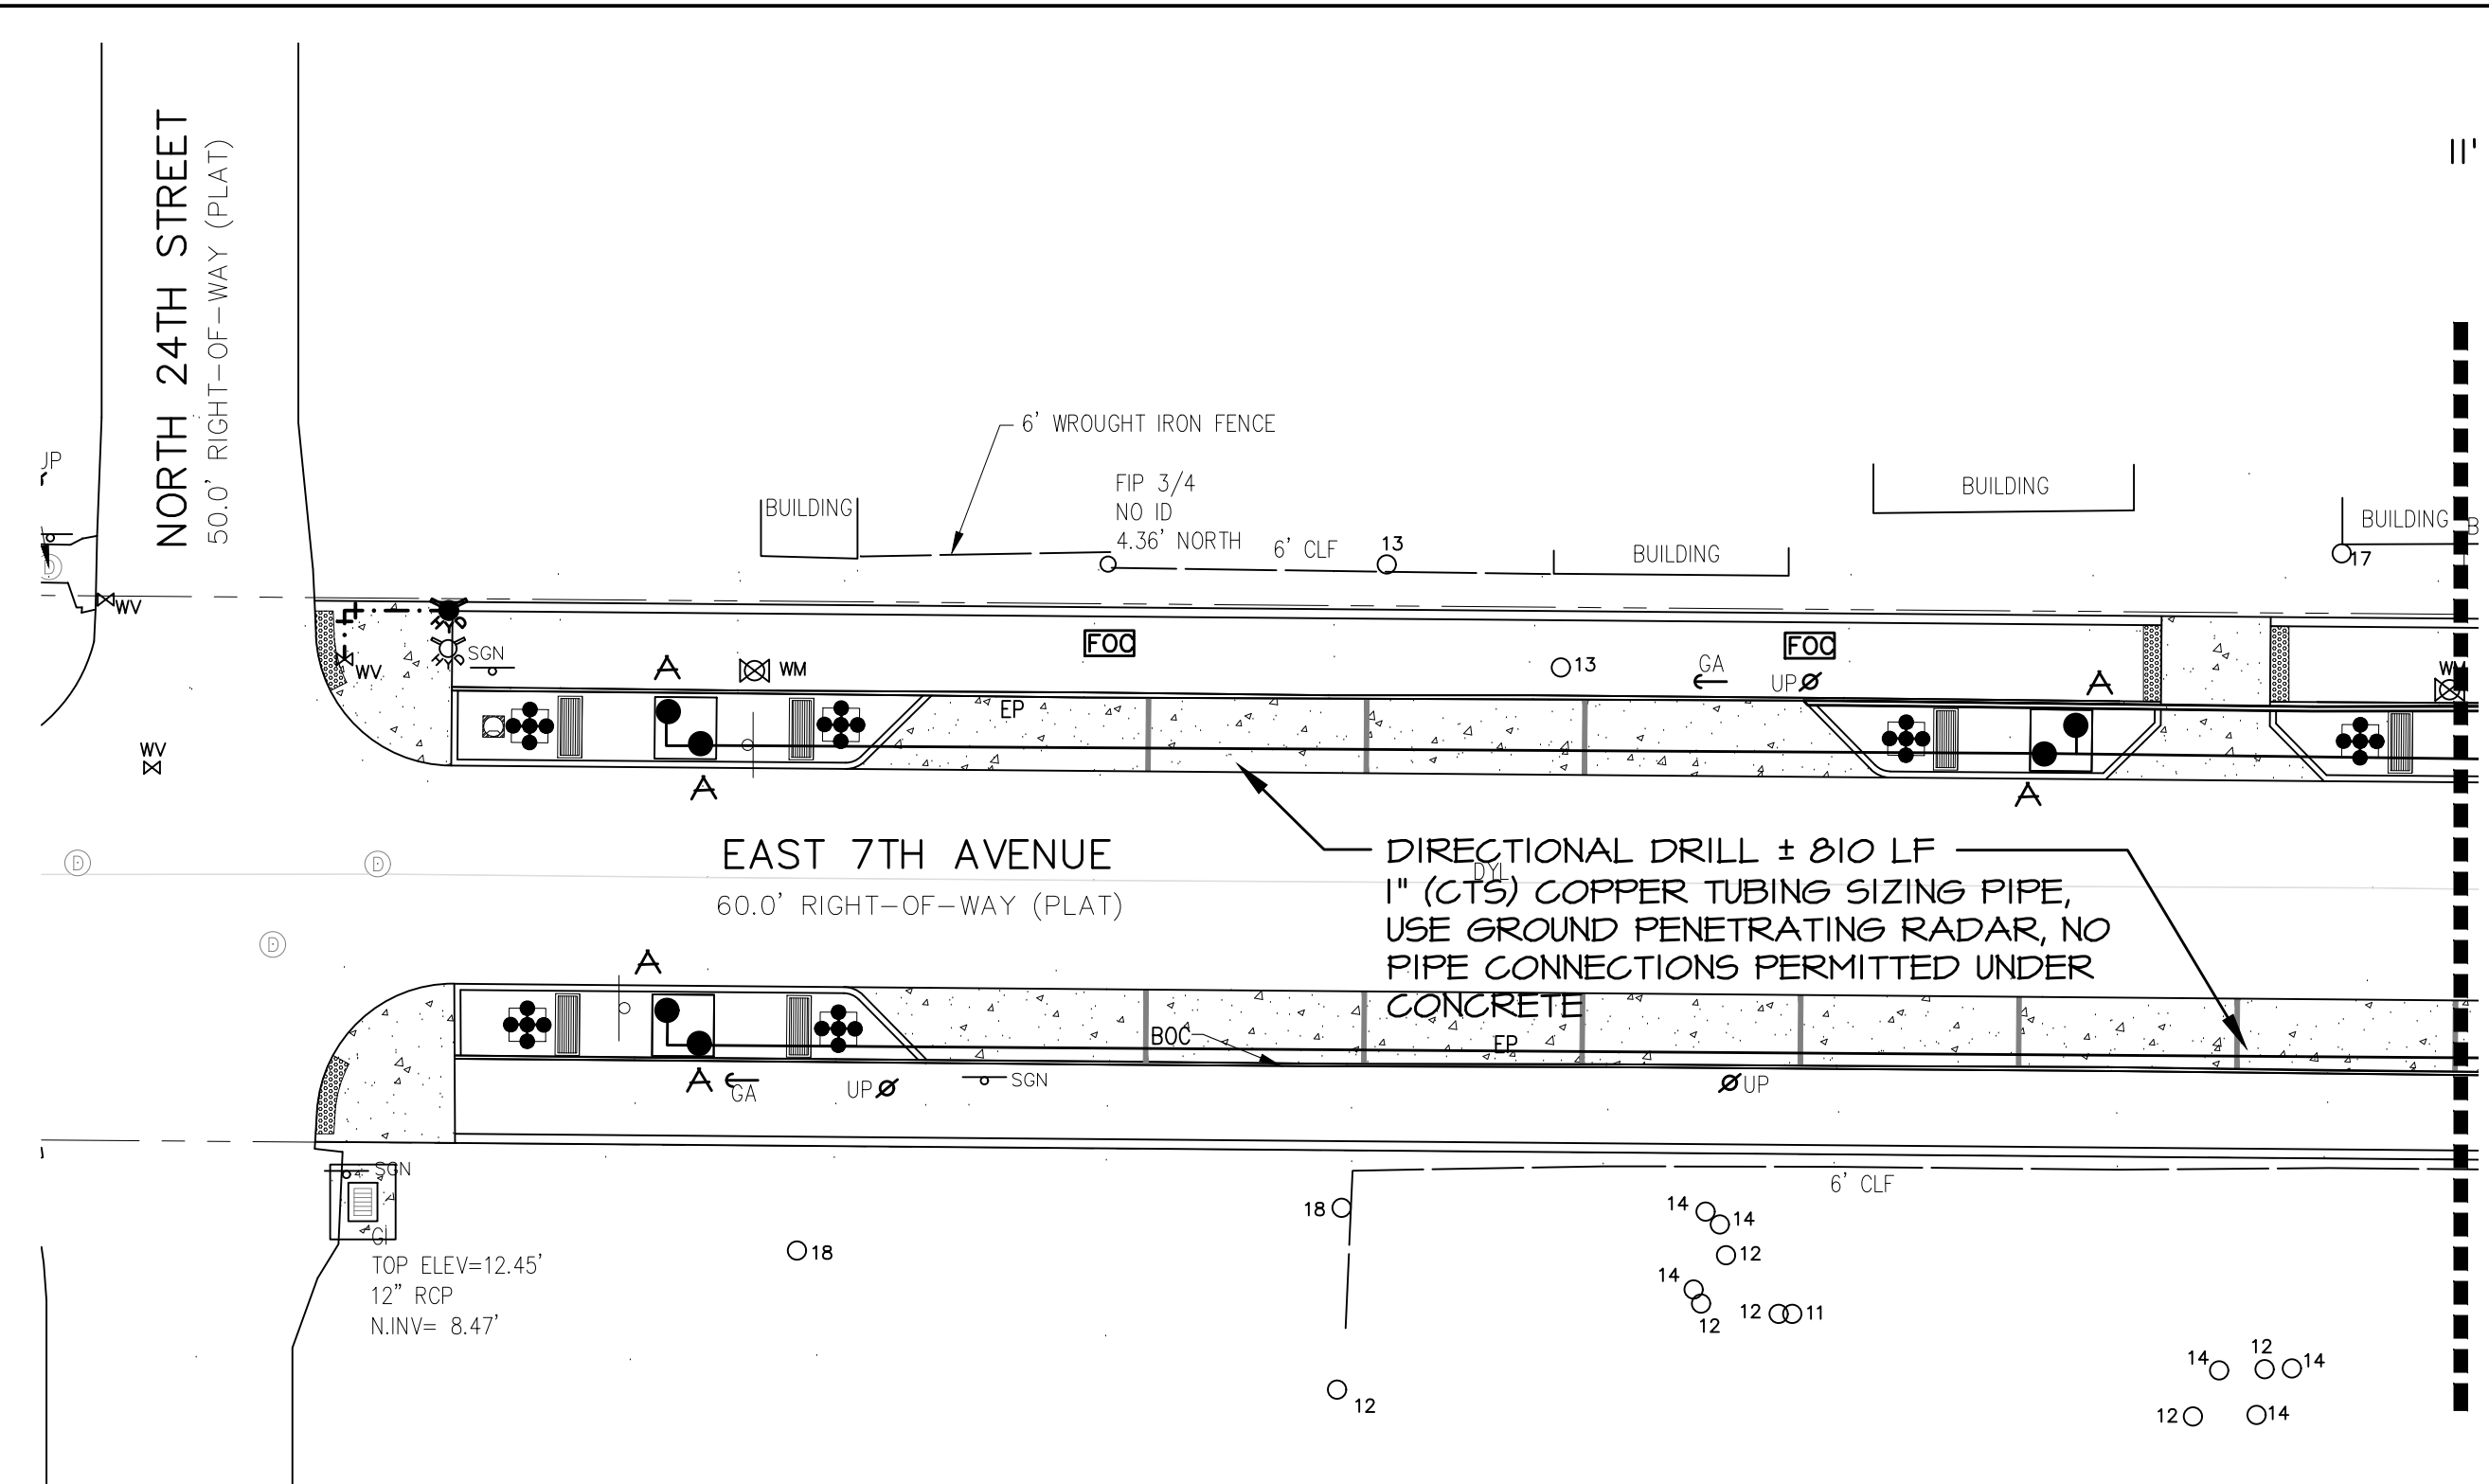 11'
NORTH 24TH STREET
50.0' RIGHT-OF-WAY (PLAT)
6' WROUGHT IRON FENCE
UP
FIP 3/4
NO ID
4.36' NORTH
BUILDING
BUILDING
BUILDING
BUILDING
6' CLF
13
17
D
WV
HYD
HYD
SGN
WV
A
WM
FOC
13
GA
UP
FOC
A
WM
EP
WV
A
A
D
D
D
EAST 7TH AVENUE
60.0' RIGHT-OF-WAY (PLAT)
DYL
DIRECTIONAL DRILL ± 810 LF
1" (CTS) COPPER TUBING SIZING PIPE,
USE GROUND PENETRATING RADAR, NO
PIPE CONNECTIONS PERMITTED UNDER
CONCRETE
A
BOC
EP
A
GA
UP
SGN
UP
SGN
GI
TOP ELEV=12.45'
12" RCP
N.INV= 8.47'
6' CLF
18
18
14
14
12
14
12
12
11
12
14
12
14
12
14